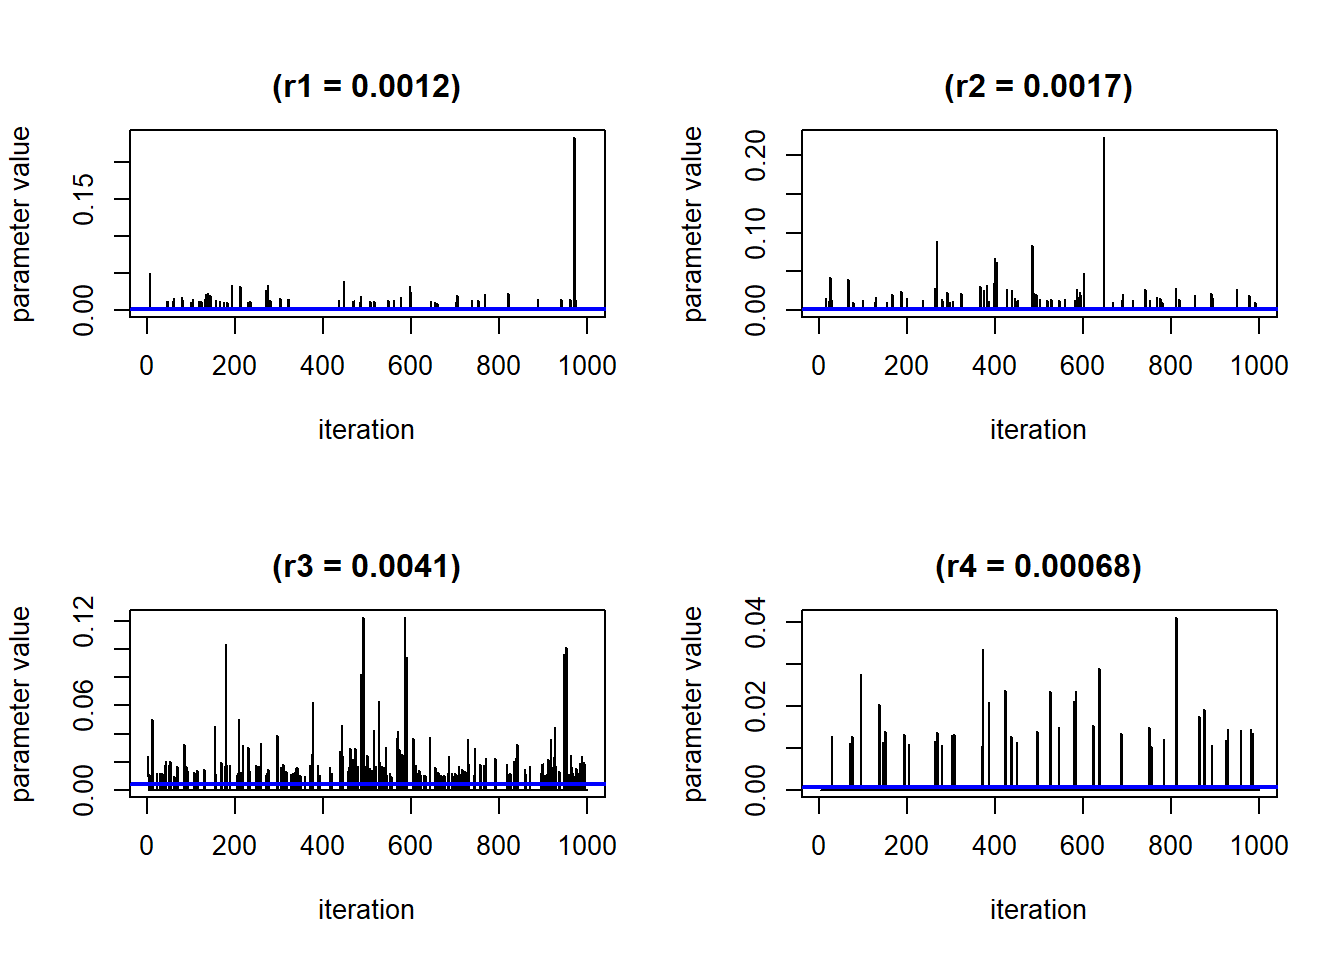 (r1 = 0.0012)
parameter value
0.00 0.15
0 200 400 600 800 1000
iteration
(r2 = 0.0017)
parameter value
0.00 0.10 0.20
0 200 400 600 800 1000
iteration
(r3 = 0.0041)
parameter value
0.00 0.06 0.12
0 200 400 600 800 1000
iteration
(r4 = 0.00068)
parameter value
0.00 0.02 0.04
0 200 400 600 800 1000
iteration